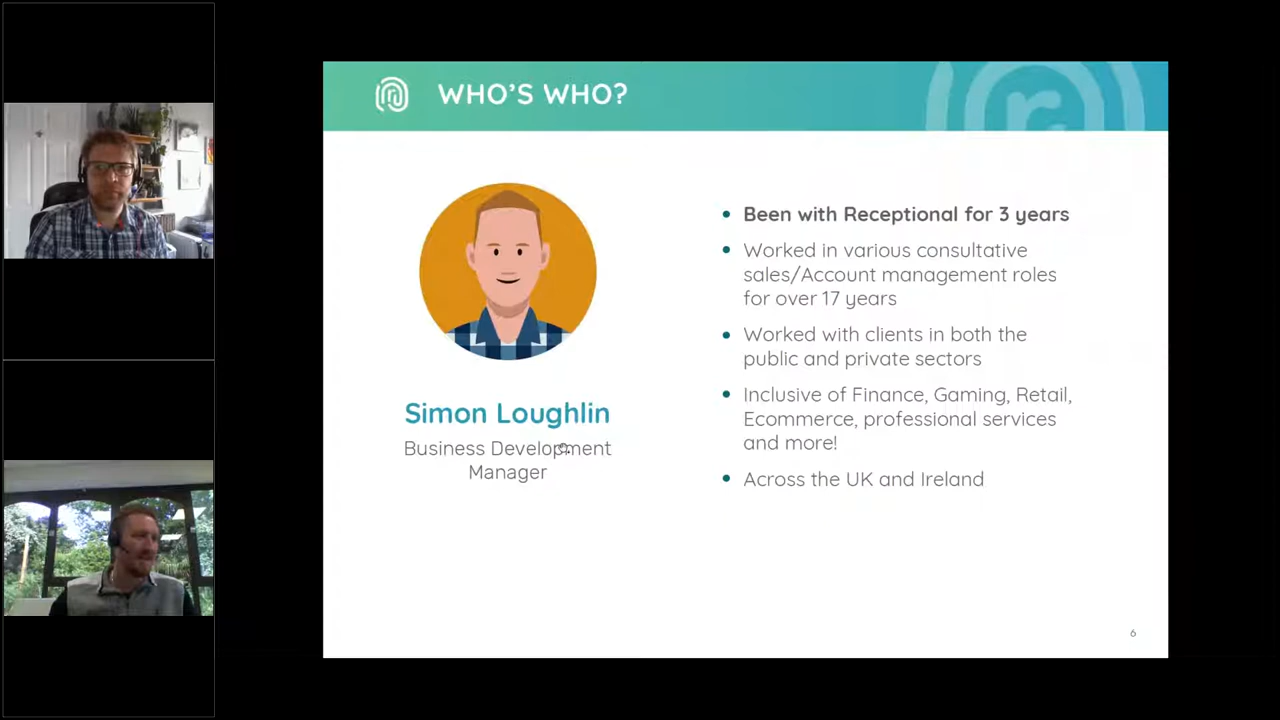 WHO'S WHO?
Simon Loughlin
Business Development
Manager
Been with Receptional for 3 years
Worked in various consultative
sales/Account management roles
for over 17 years
Worked with clients in both the
public and private sectors
Inclusive of Finance, Gaming, Retail,
Ecommerce, professional services
and more!
Across the UK and Ireland
6